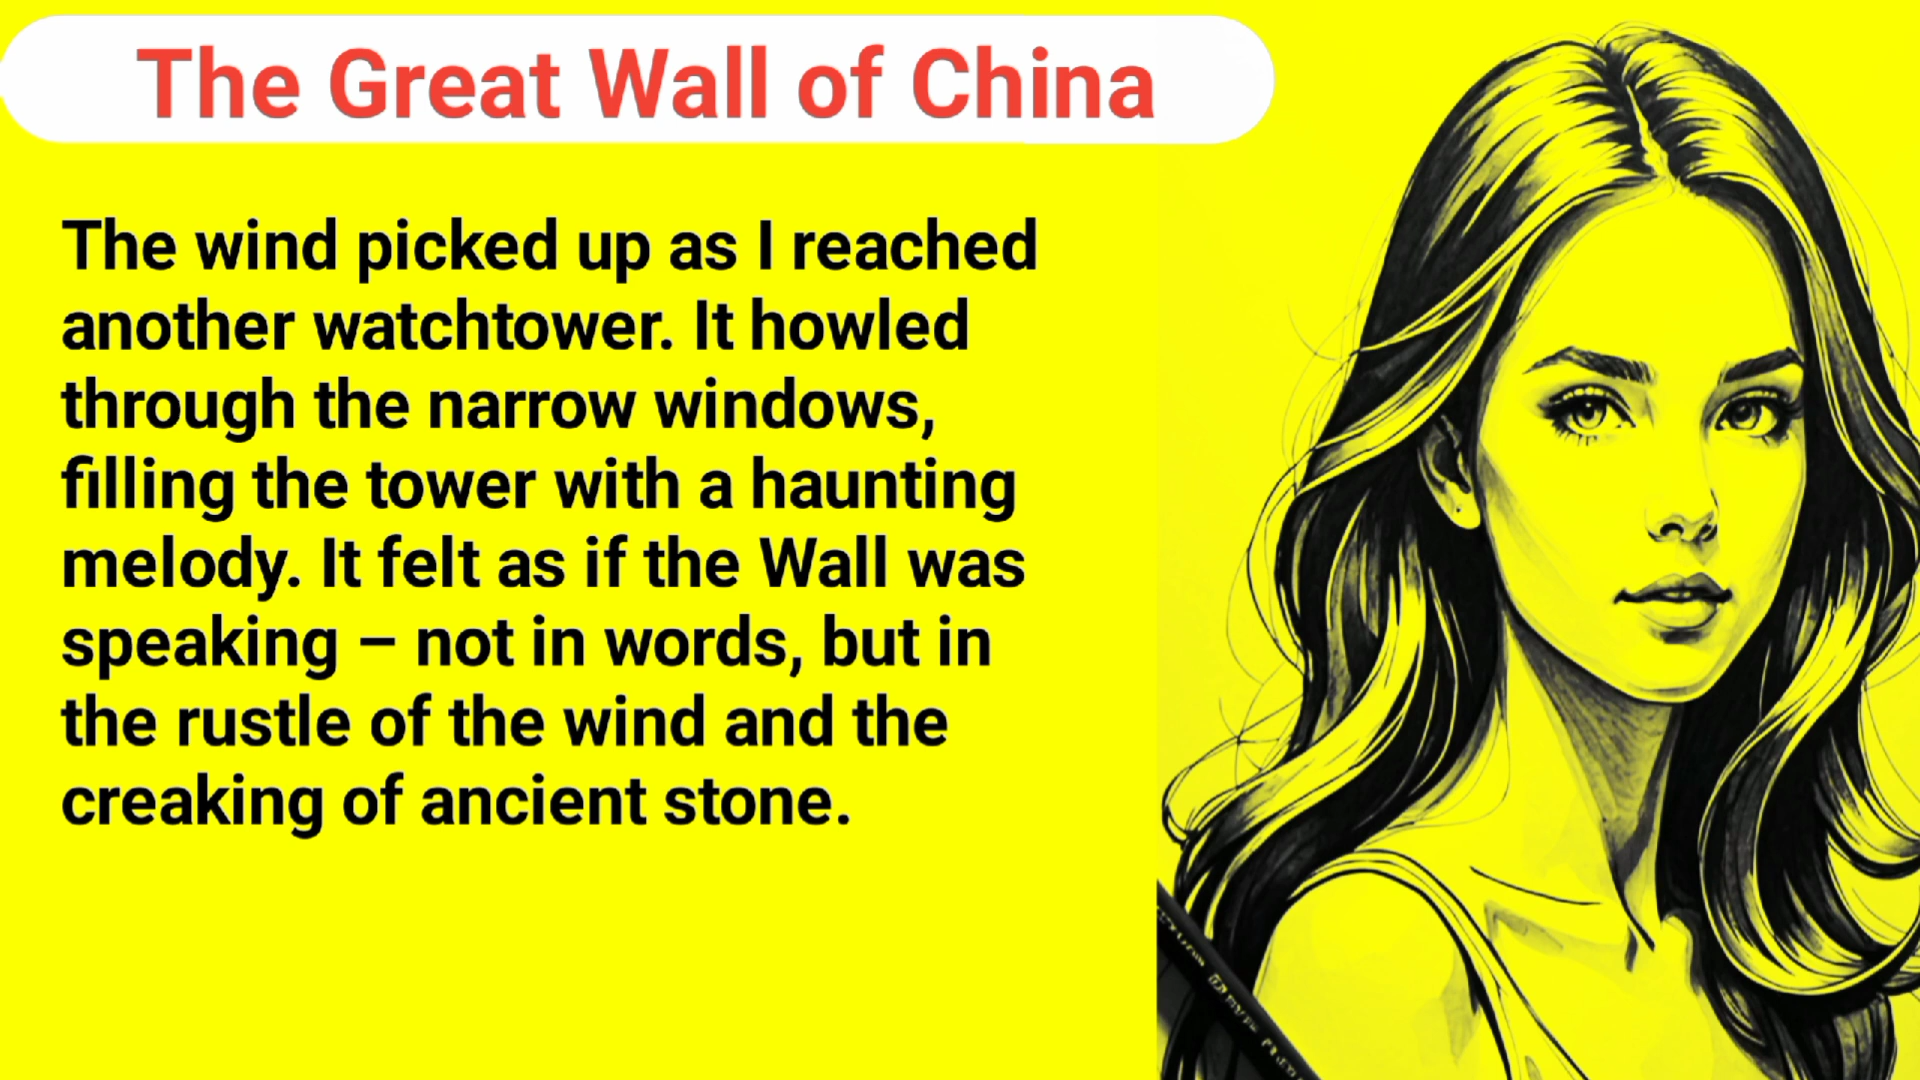 The Great Wall of China
The wind picked up as I reached
another watchtower. It howled
through the narrow windows,
filling the tower with a haunting
melody. It felt as if the Wall was
speaking – not in words, but in
the rustle of the wind and the
creaking of ancient stone.